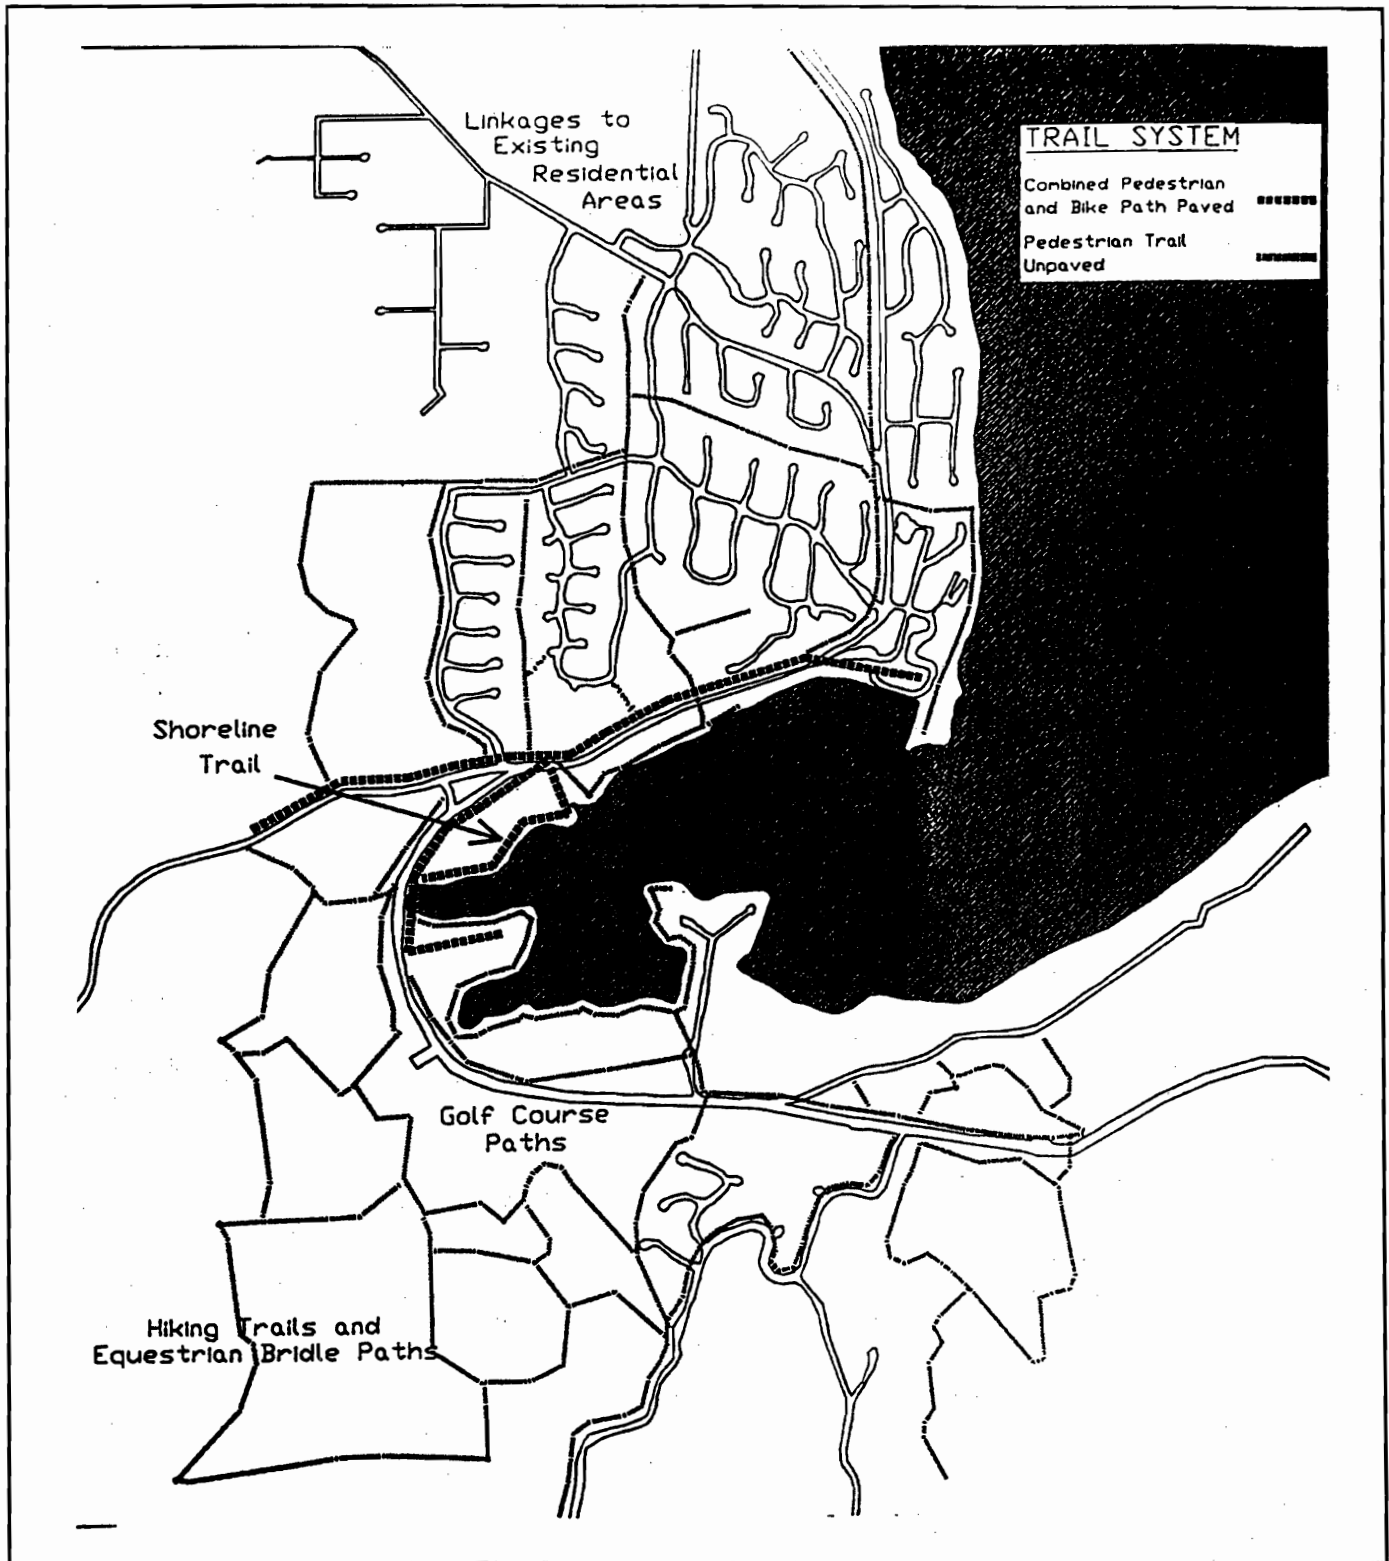 Linkages to
Existing
Residential
Areas
TRAIL SYSTEM
Combined Pedestrian
and Bike Path Paved
Pedestrian Trail
Unpaved
Shoreline
Trail
Golf Course
Paths
Hiking Trails and
Equestrian Bridle Paths